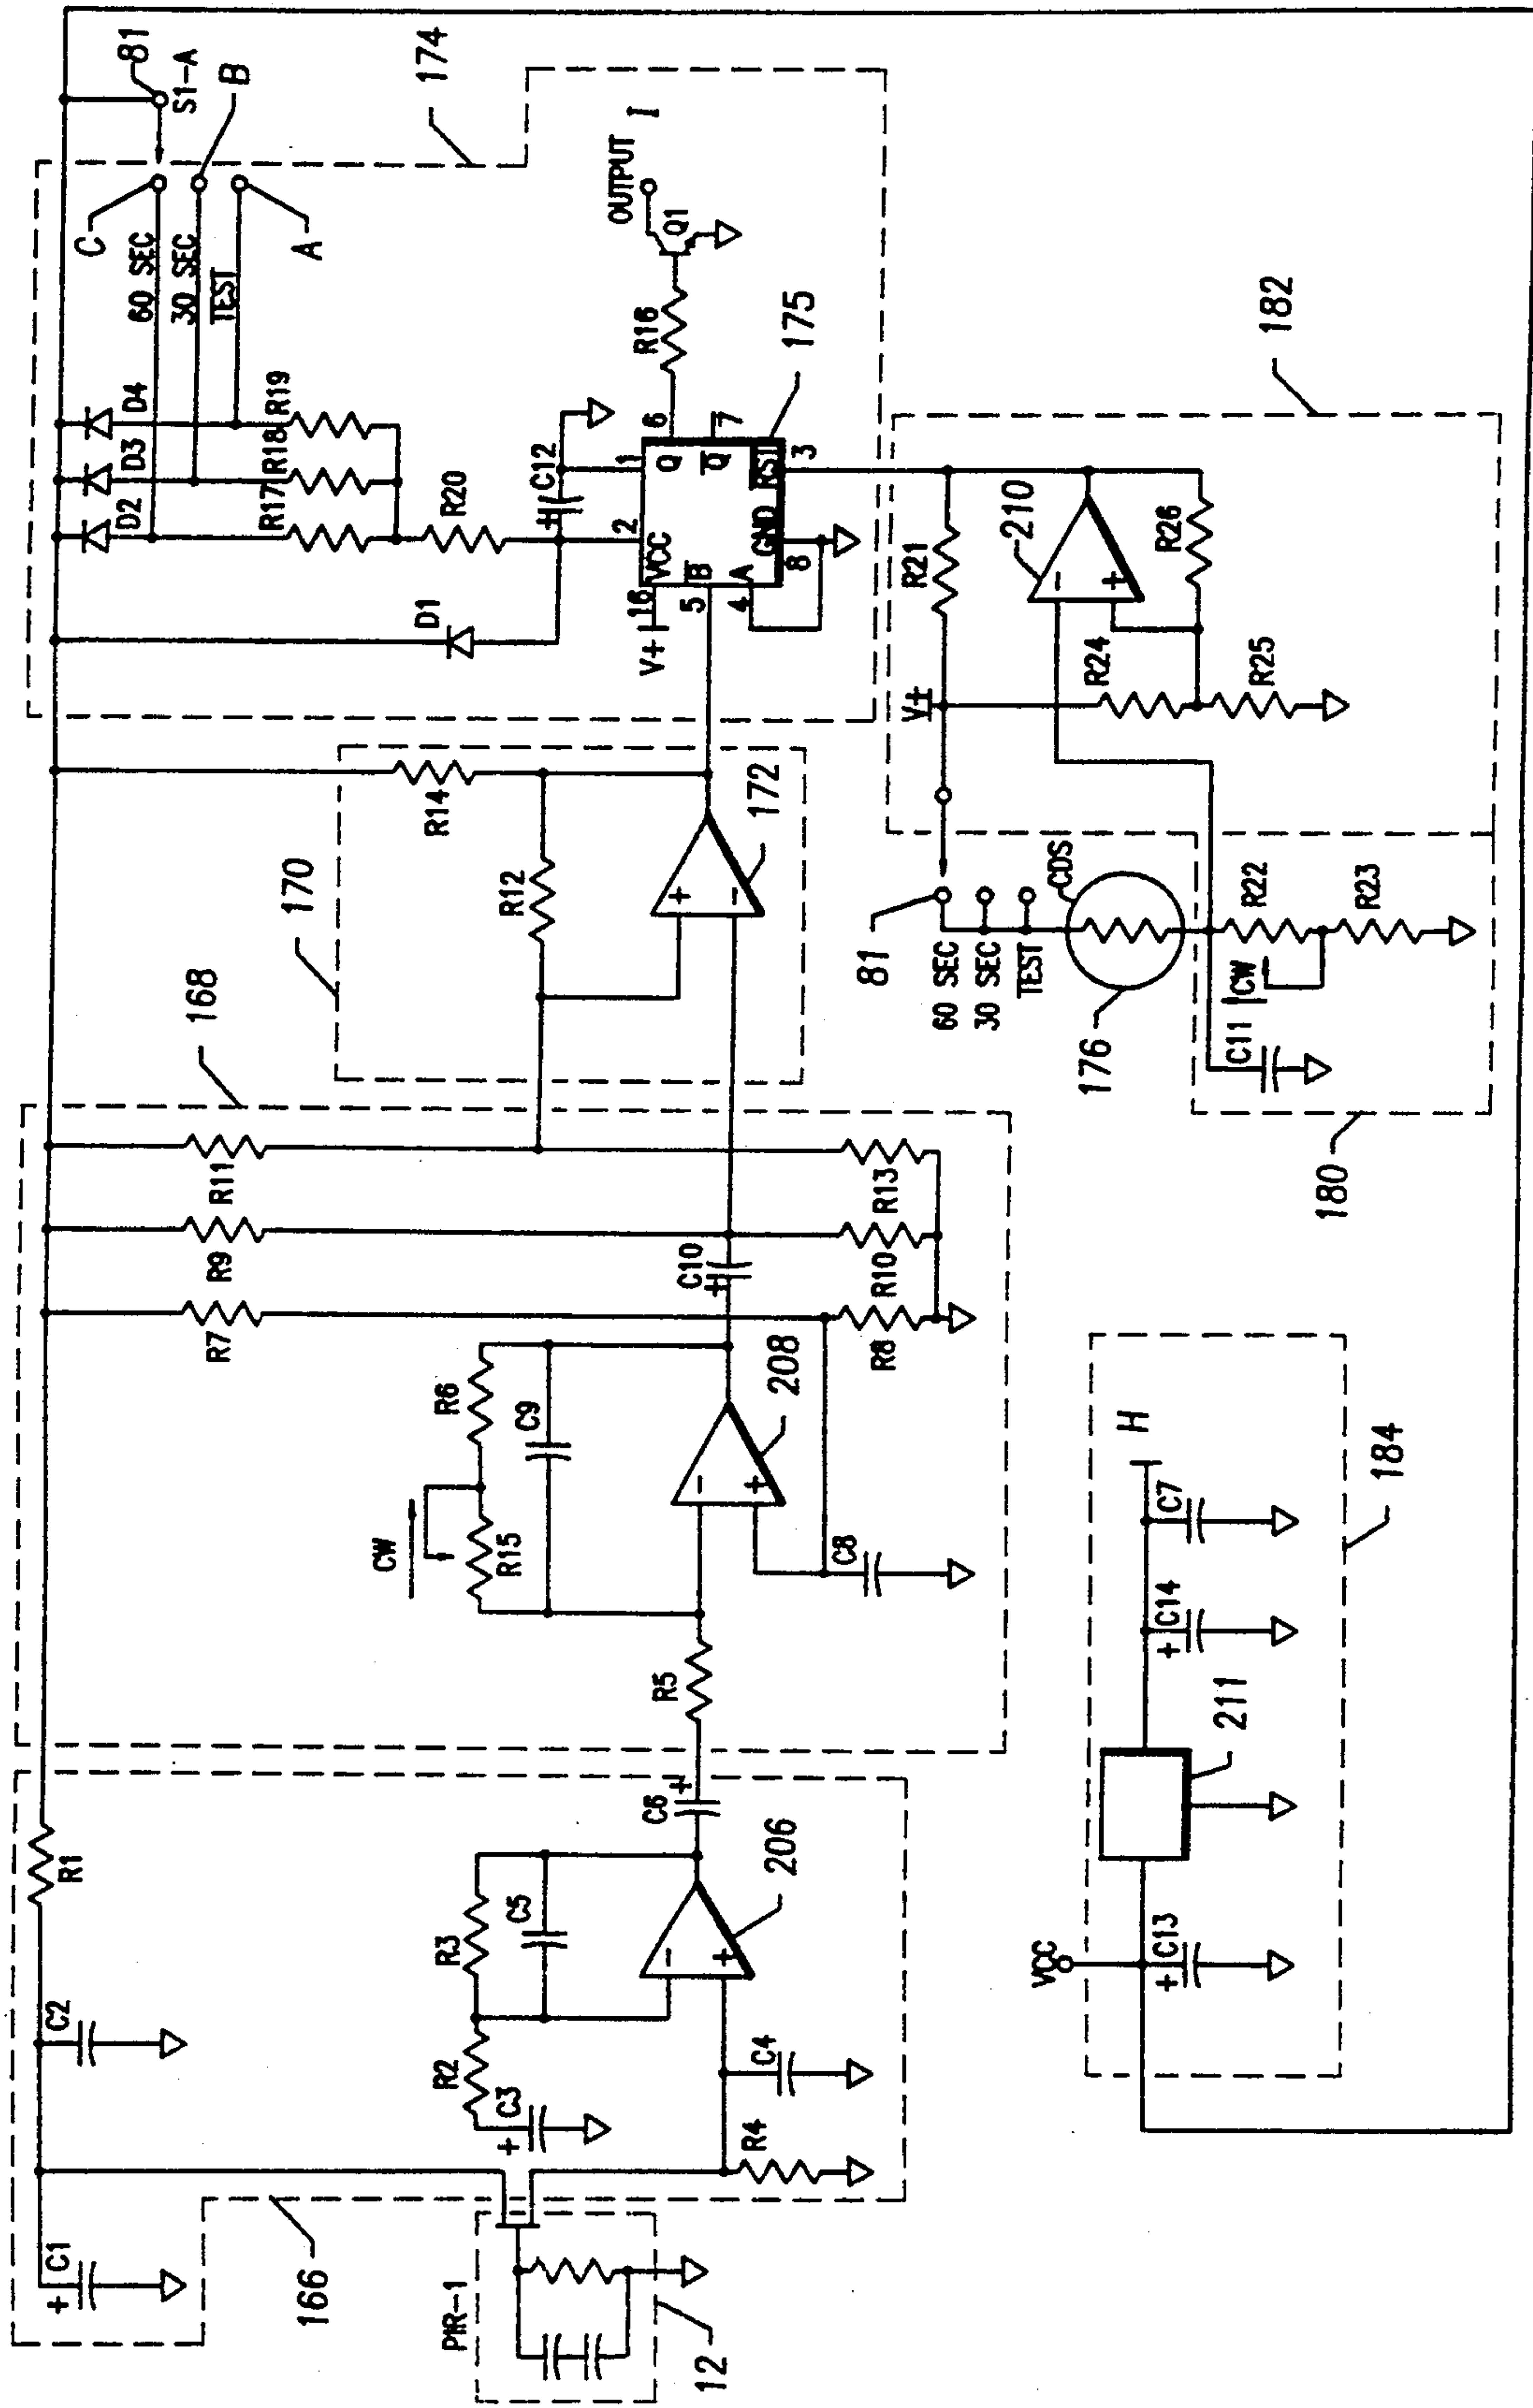 C1
+
C2
R1
166
PIR-1
12
R2
C3
+
R3
C5
R4
C4
206
C6
+
168
R5
CW
R15
R6
C9
208
C8
R7
R9
R11
R8
R10
R13
C10
+
170
R12
R14
172
+
-
174
81
S1-A
B
C
A
60 SEC
30 SEC
TEST
D2
D3
D4
R17
R18
R19
R20
D1
C12
+
V+
16
VCC
2
1
Q
6
Q
7
B
5
A
4
GND
8
RST
3
175
R16
Q1
OUTPUT
I
182
R21
V+
210
R24
R25
R26
81
60 SEC
30 SEC
TEST
CDS
176
C11
CW
R22
R23
180
VCC
C13
+
211
C14
+
C7
H
184